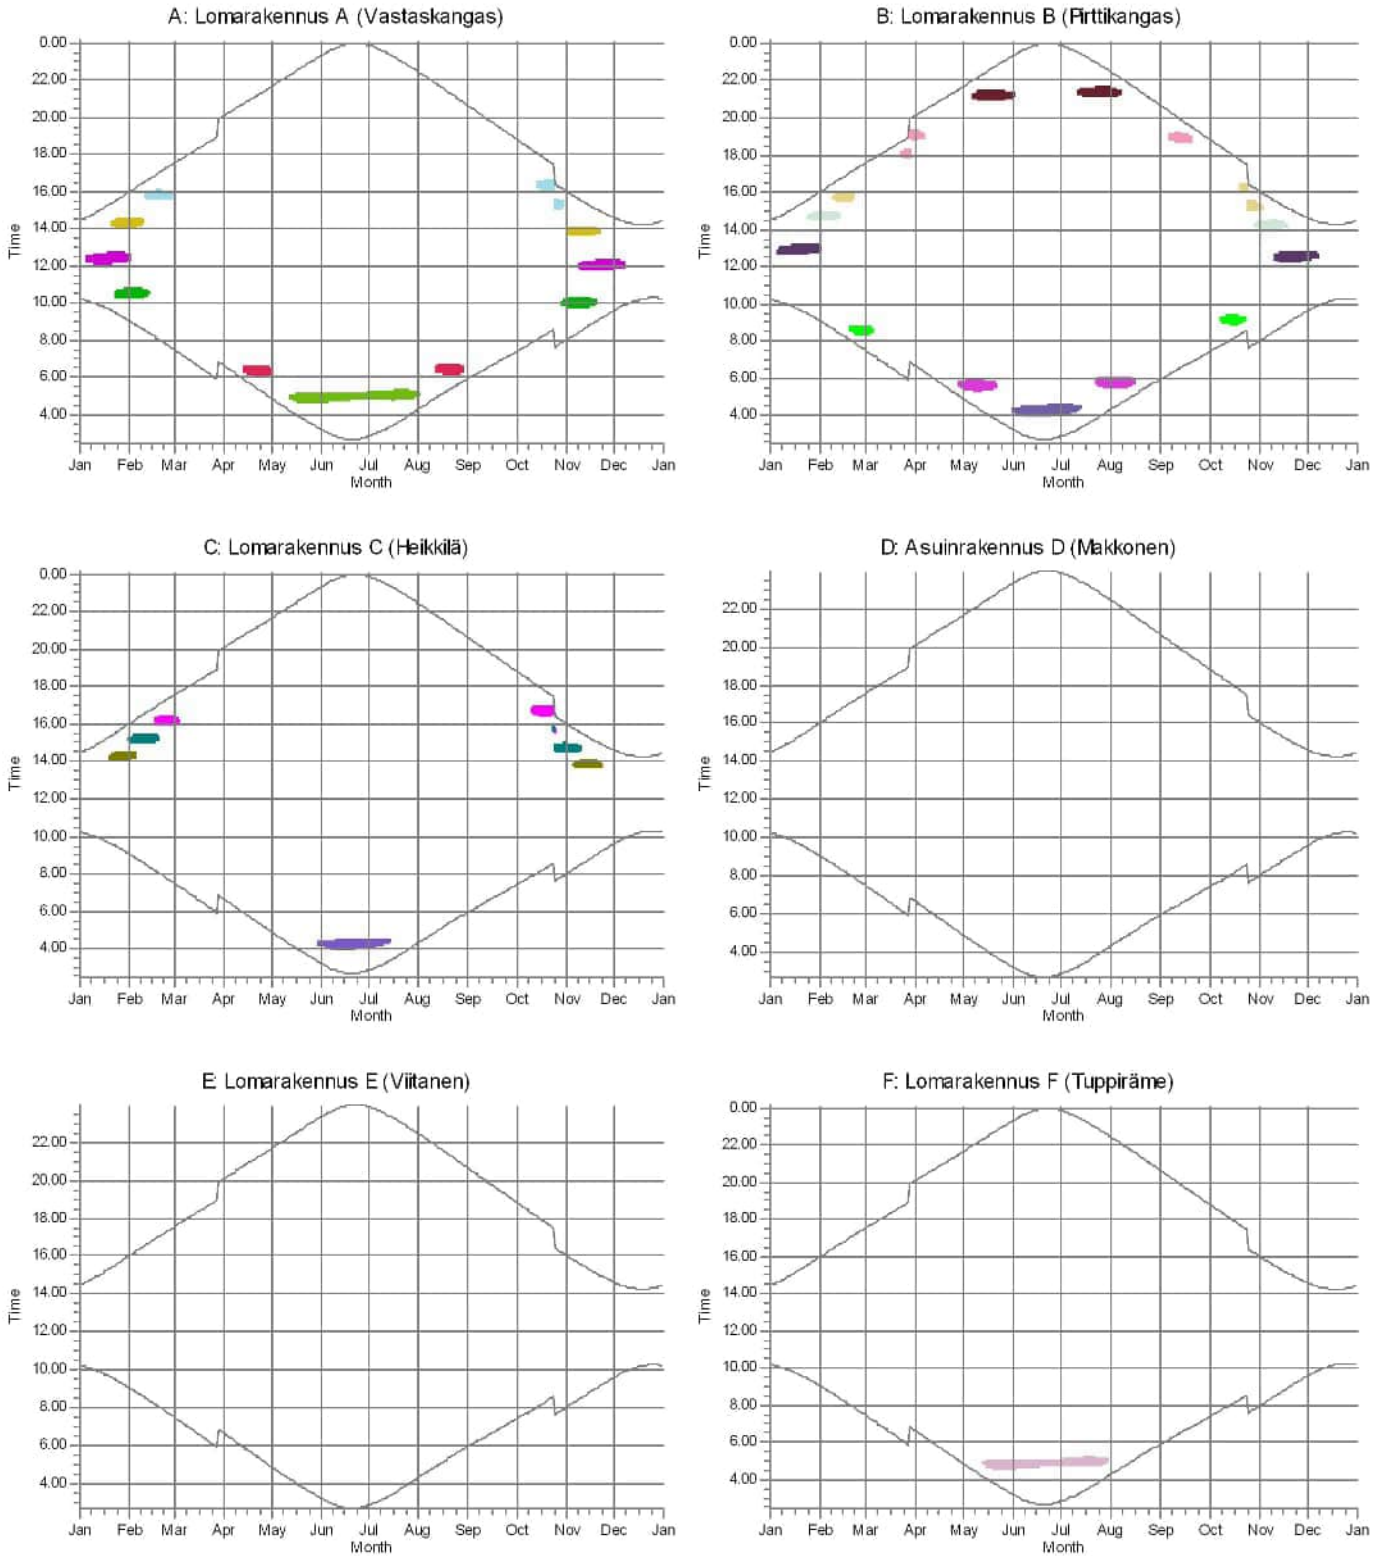 A: Lomarakennus A (Vastaskangas)
0.00
22.00
20.00
18.00
16.00
14.00
12.00
10.00
8.00
6.00
4.00
Time
Jan Feb Mar Apr May Jun Jul Aug Sep Oct Nov Dec Jan
Month
B: Lomarakennus B (Pirttikangas)
0.00
22.00
20.00
18.00
16.00
14.00
12.00
10.00
8.00
6.00
4.00
Time
Jan Feb Mar Apr May Jun Jul Aug Sep Oct Nov Dec Jan
Month
C: Lomarakennus C (Heikkilä)
0.00
22.00
20.00
18.00
16.00
14.00
12.00
10.00
8.00
6.00
4.00
Time
Jan Feb Mar Apr May Jun Jul Aug Sep Oct Nov Dec Jan
Month
D: Asuinrakennus D (Makkonen)
22.00
20.00
18.00
16.00
14.00
12.00
10.00
8.00
6.00
4.00
Time
Jan Feb Mar Apr May Jun Jul Aug Sep Oct Nov Dec Jan
Month
E: Lomarakennus E (Viitanen)
22.00
20.00
18.00
16.00
14.00
12.00
10.00
8.00
6.00
4.00
Time
Jan Feb Mar Apr May Jun Jul Aug Sep Oct Nov Dec Jan
Month
F: Lomarakennus F (Tuppiräme)
0.00
22.00
20.00
18.00
16.00
14.00
12.00
10.00
8.00
6.00
4.00
Time
Jan Feb Mar Apr May Jun Jul Aug Sep Oct Nov Dec Jan
Month